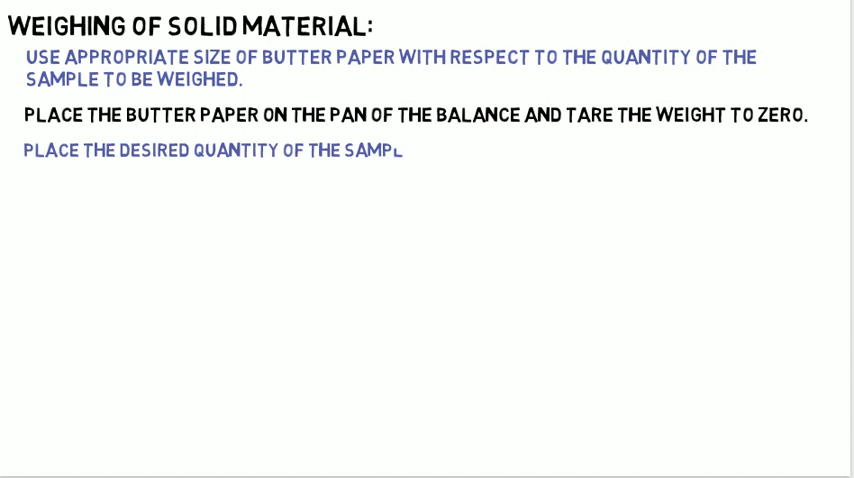 WEIGHING OF SOLID MATERIAL:
USE APPROPRIATE SIZE OF BUTTER PAPER WITH RESPECT TO THE QUANTITY OF THE
SAMPLE TO BE WEIGHED.
PLACE THE BUTTER PAPER ON THE PAN OF THE BALANCE AND TARE THE WEIGHT TO ZERO.
PLACE THE DESIRED QUANTITY OF THE SAMPL